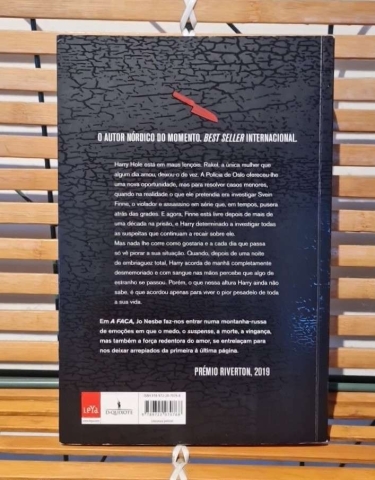 O AUTOR NÓRDICO DO MOMENTO. BEST SELLER INTERNACIONAL.
Harry Hole está em maus lençóis. Rakel, a única mulher que
algum dia amou, deixou-o de vez. A Polícia de Oslo ofereceu-lhe
uma nova oportunidade, mas para resolver casos menores,
quando na realidade o que ele pretendia era investigar Svein
Finne, o violador e assassino em série que, em tempos, pusera
atrás das grades. E agora, Finne está livre depois de mais de
uma década na prisão, e Harry determinado a investigar todas
as suspeitas que continuam a recair sobre ele.
Mas nada lhe corre como gostaria e a cada dia que passa
só vê piorar a sua situação. Quando, depois de uma noite
de embriaguez total, Harry acorda de manhã completamente
desmemoriado e com sangue nas mãos percebe que algo de
estranho se passou. Porém, o que nessa altura Harry ainda não
sabe, é que acordou apenas para viver o pior pesadelo de toda
a sua vida.
Em A FACA, Jo Nesbø faz-nos entrar numa montanha-russa
de emoções em que o medo, o suspense, a morte, a vingança,
mas também a força redentora do amor, se entrelaçam para
nos deixar arrepiados da primeira à última página.
PRÉMIO RIVERTON, 2019
LeYa
D. QUIXOTE